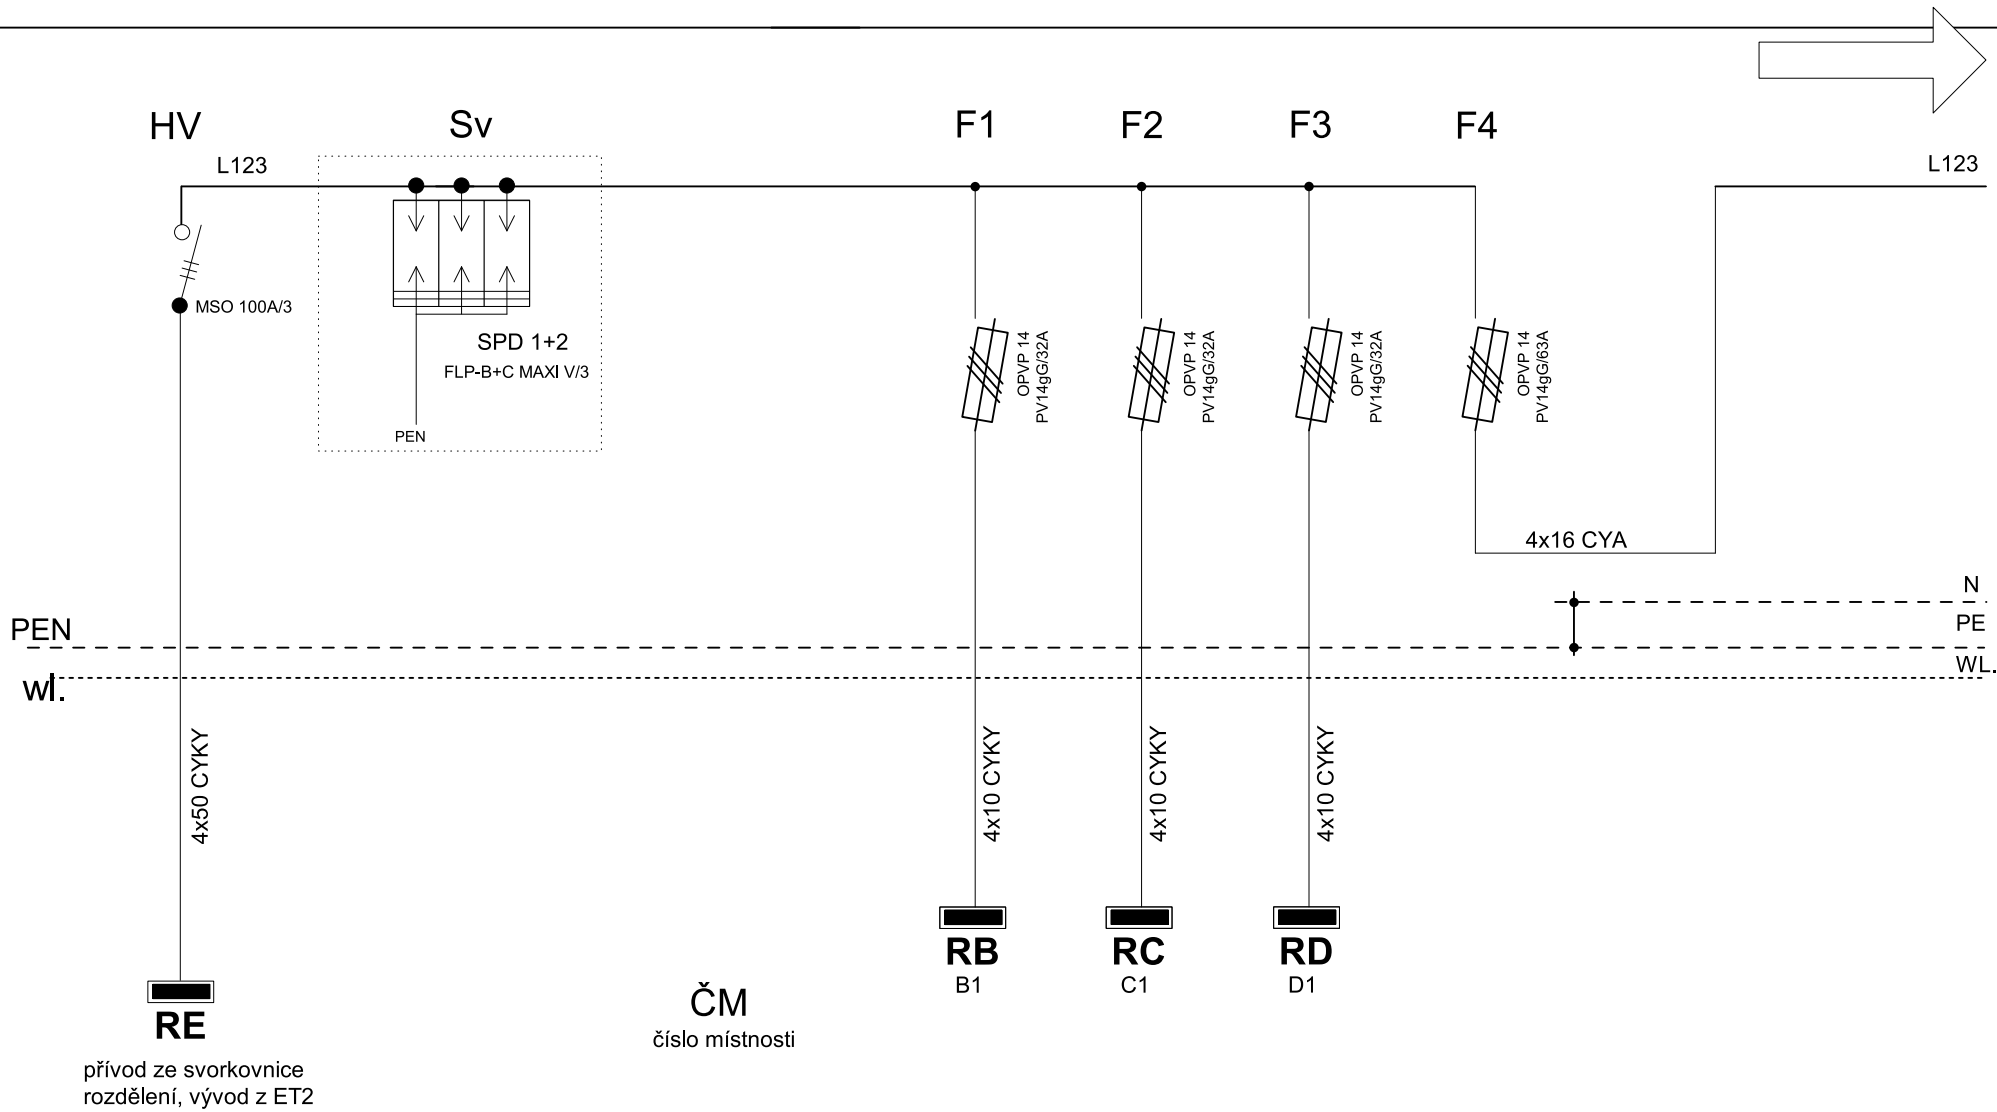 HV
Sv
F1
F2
F3
F4
L123
L123
MSO 100A/3
SPD 1+2
FLP-B+C MAXI V/3
PEN
OPVP 14
PV14gG/32A
OPVP 14
PV14gG/32A
OPVP 14
PV14gG/32A
OPVP 14
PV14gG/63A
4x16 CYA
N
PEN
PE
WL.
wl.
4x50 CYKY
4x10 CYKY
4x10 CYKY
4x10 CYKY
RB
B1
RC
C1
RD
D1
ČM
číslo místnosti
RE
přívod ze svorkovnice
rozdělení, vývod z ET2